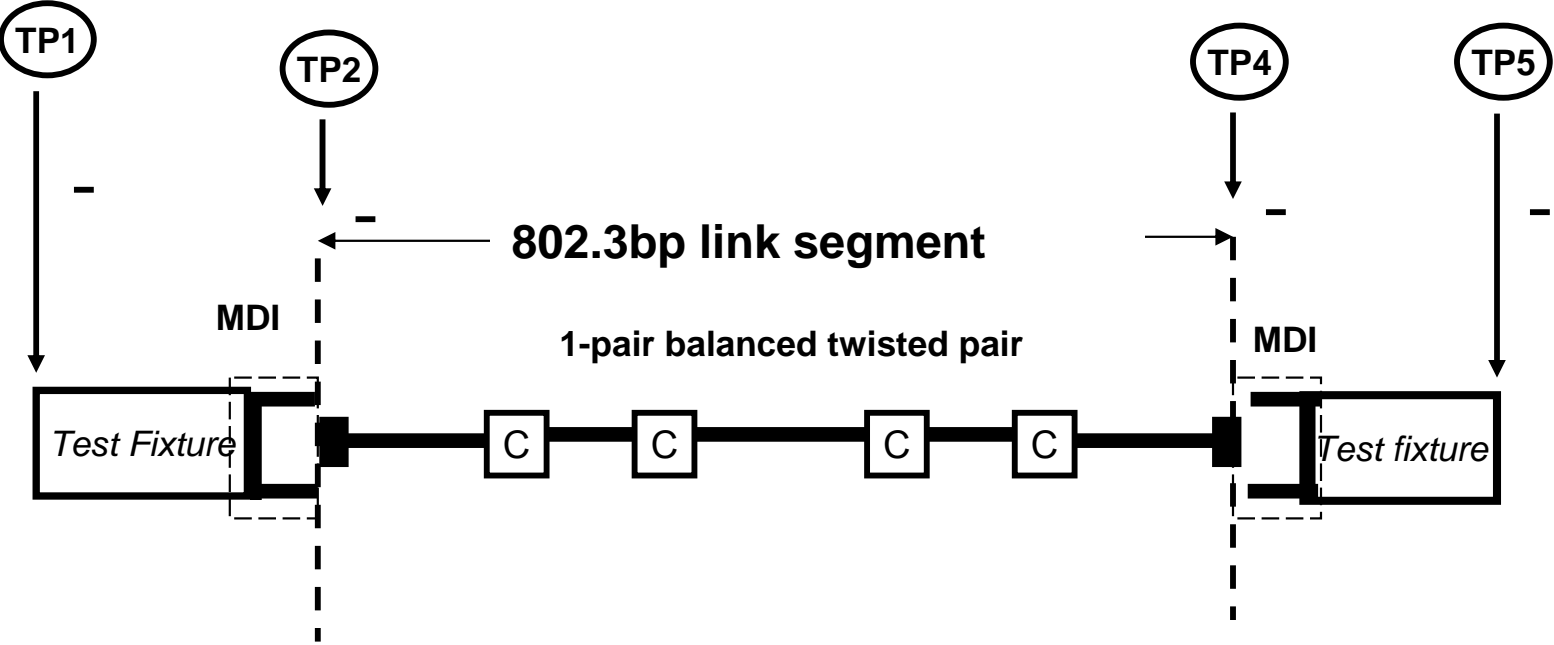 TP1
TP2
TP4
TP5
-
-
-
-
802.3bp link segment
MDI
1-pair balanced twisted pair
MDI
Test Fixture
C
C
C
C
Test fixture